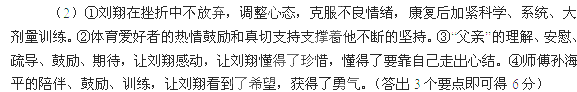 （2）①刘翔在挫折中不放弃，调整心态，克服不良情绪，康复后加紧科学、系统、大
剂量训练。②体育爱好者的热情鼓励和真切支持支撑着他不断的坚持。③“父亲”的理解、安慰、
疏导、鼓励、期待，让刘翔感动，让刘翔懂得了珍惜，懂得了要靠自己走出心结。④师傅孙海
平的陪伴、鼓励、训练，让刘翔看到了希望，获得了勇气。（答出 3 个要点即可得 6 分）